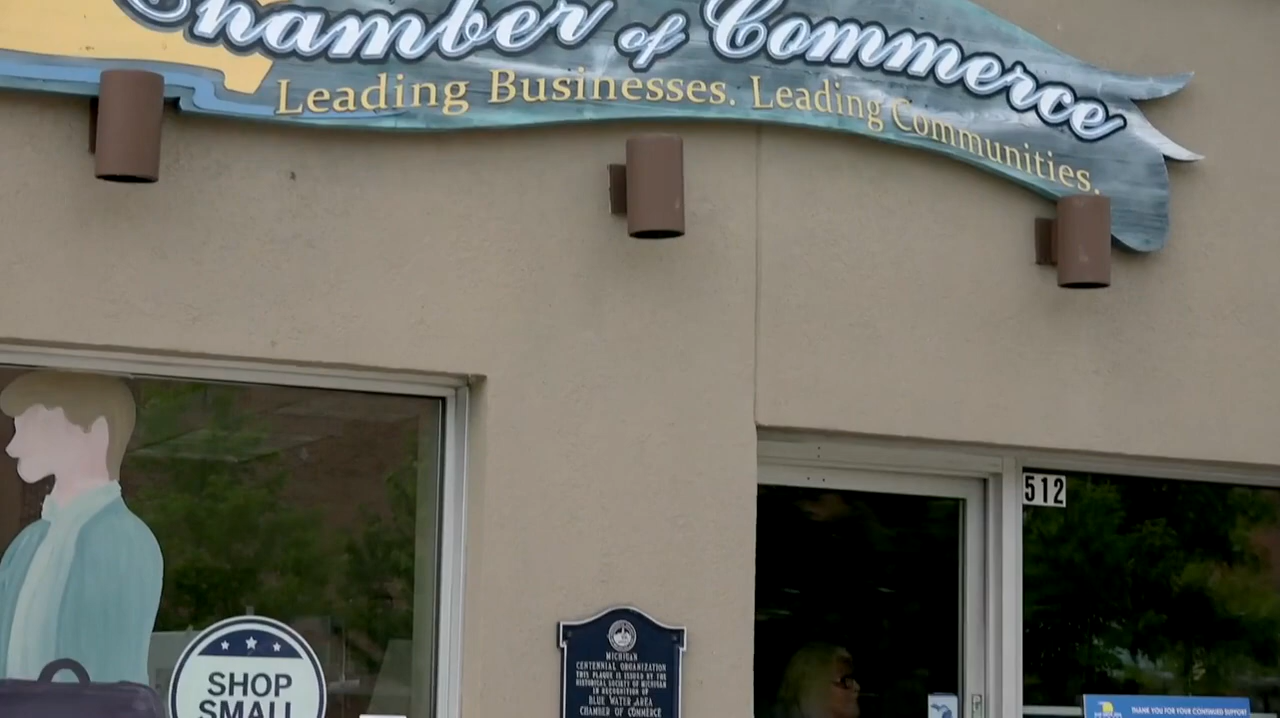 Chamber of Commerce
Leading Businesses. Leading Communities.
512
SHOP
SMALL
MICHIGAN
CENTENNIAL ORGANIZATION
THIS PLAQUE IS ISSUED BY THE
HISTORICAL SOCIETY OF MICHIGAN
IN RECOGNITION OF
BLUE WATER AREA
CHAMBER OF COMMERCE
THANK YOU FOR YOUR CONTINUED SUPPORT